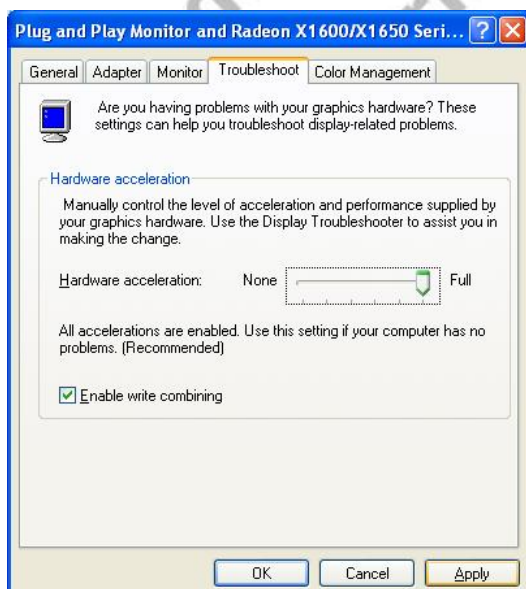 Plug and Play Monitor and Radeon X1600/X1650 Seri...
General Adapter Monitor Troubleshoot Color Management
Are you having problems with your graphics hardware? These
settings can help you troubleshoot display-related problems.
Hardware acceleration
Manually control the level of acceleration and performance supplied by
your graphics hardware. Use the Display Troubleshooter to assist you in
making the change.
Hardware acceleration: None Full
All accelerations are enabled. Use this setting if your computer has no
problems. (Recommended)
Enable write combining
OK Cancel Apply